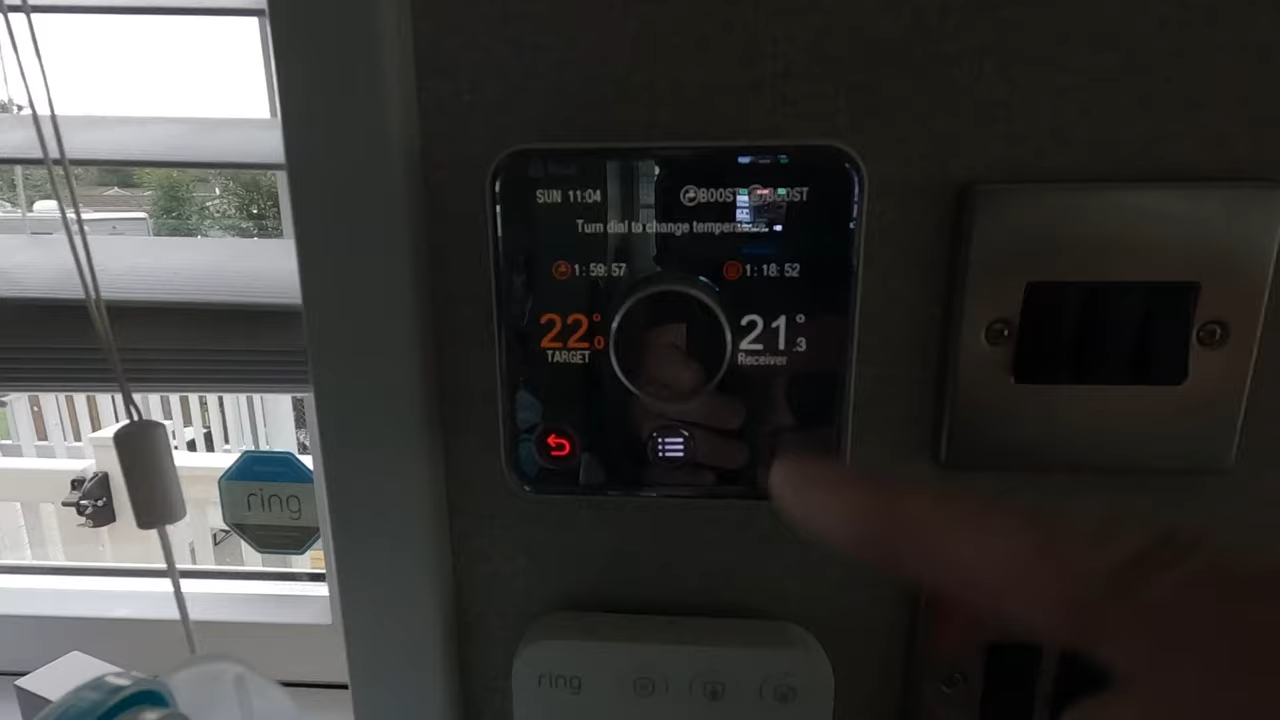 SUN 11:04
BOOST BOOST
Turn dial to change temperature
1: 59: 57
1: 18: 52
22°.0
TARGET
21°.3
Receiver
ring
ring